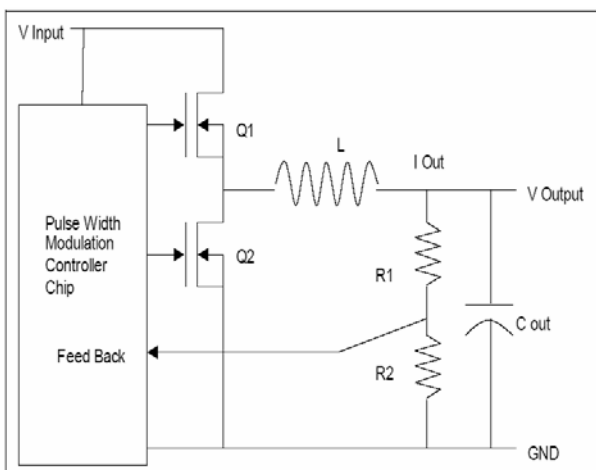 V Input
Q1
L
I Out
V Output
Pulse Width
Modulation
Controller
Chip
Q2
R1
C out
Feed Back
R2
GND